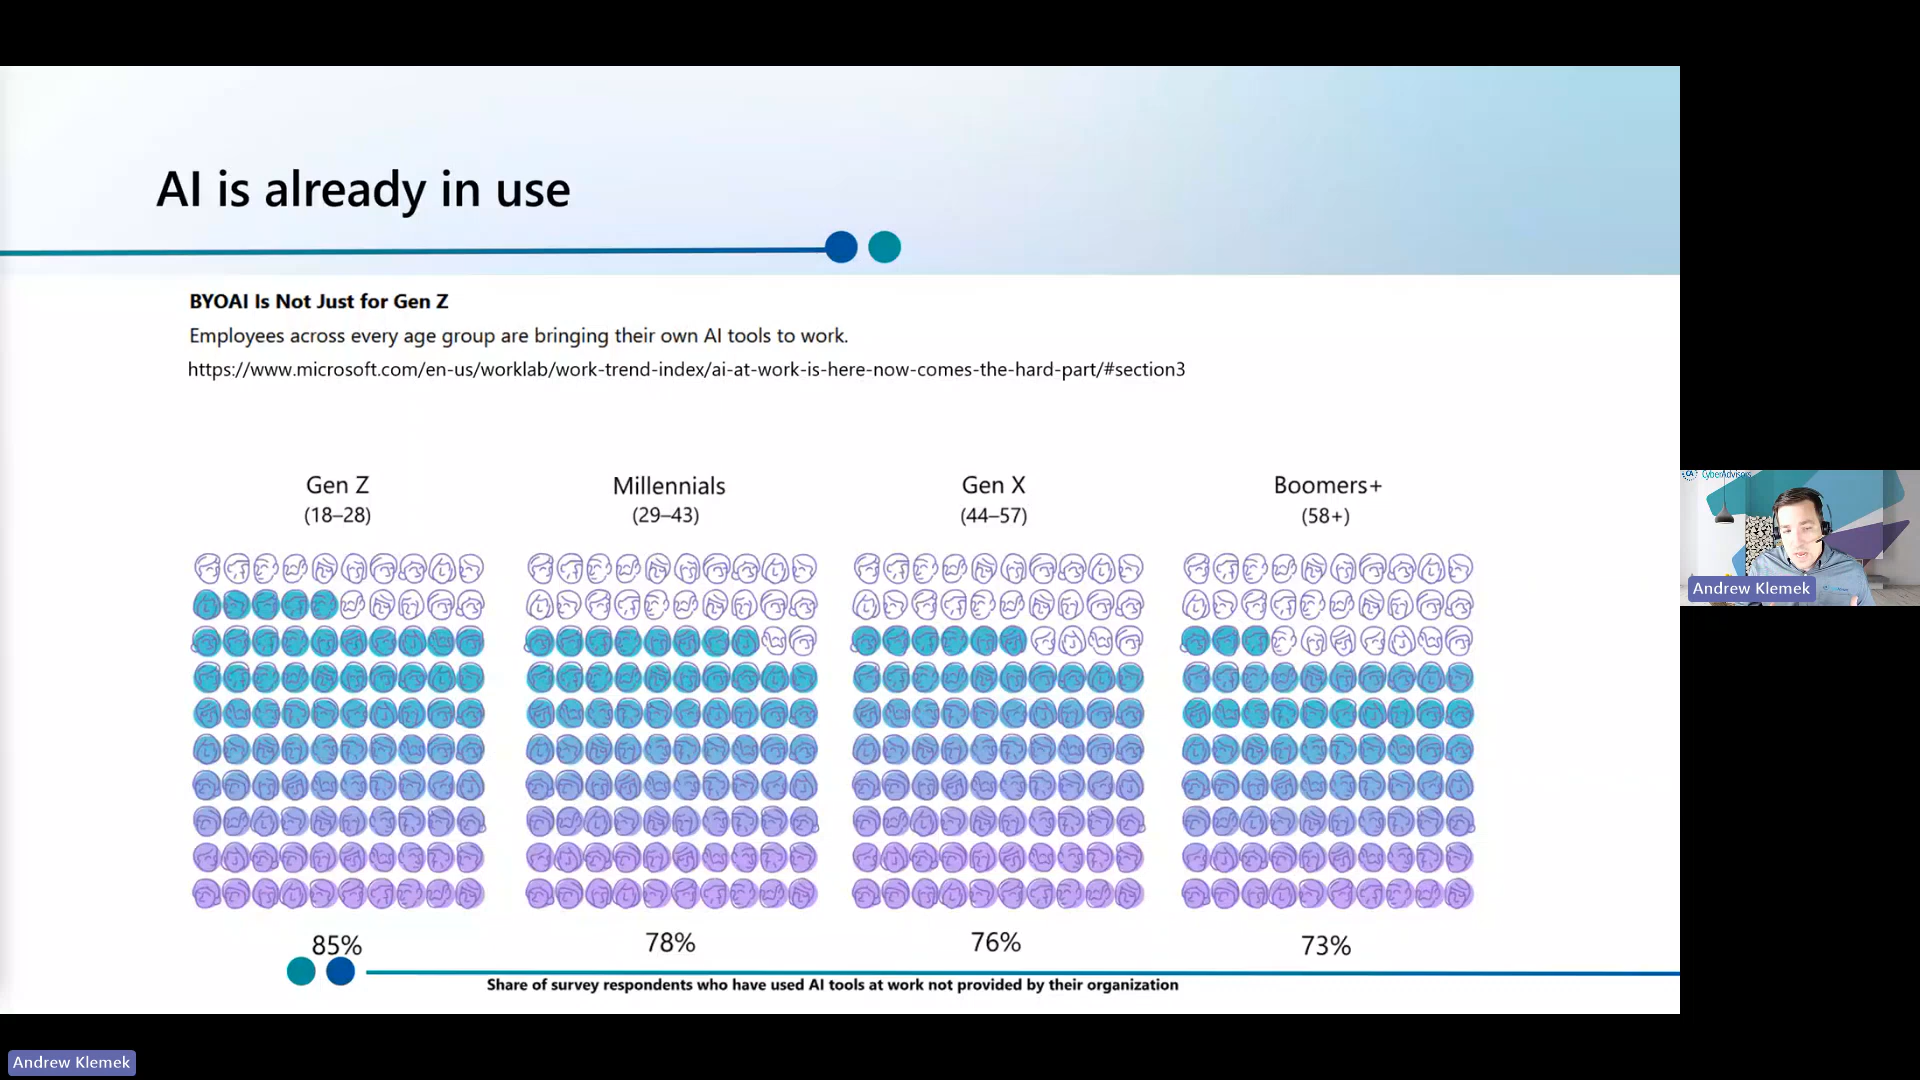 AI is already in use
BYOAI Is Not Just for Gen Z
Employees across every age group are bringing their own AI tools to work.
https://www.microsoft.com/en-us/worklab/work-trend-index/ai-at-work-is-here-now-comes-the-hard-part/#section3
Gen Z
(18–28)
Millennials
(29–43)
Gen X
(44–57)
Boomers+
(58+)
85%
78%
76%
73%
Share of survey respondents who have used AI tools at work not provided by their organization
CyberAdvisors
Andrew Klemek
Andrew Klemek